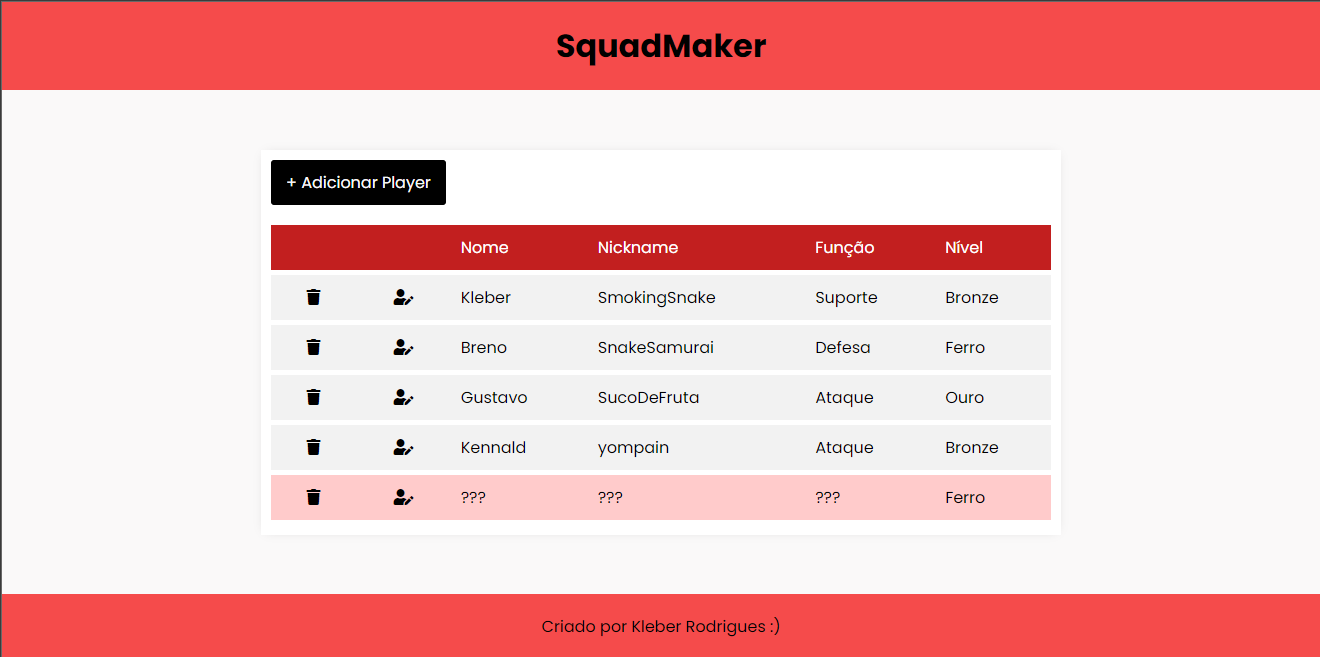 SquadMaker
+ Adicionar Player
Nome Nickname Função Nível
Kleber SmokingSnake Suporte Bronze
Breno SnakeSamurai Defesa Ferro
Gustavo SucoDeFruta Ataque Ouro
Kennald yompain Ataque Bronze
??? ??? ??? Ferro
Criado por Kleber Rodrigues :)